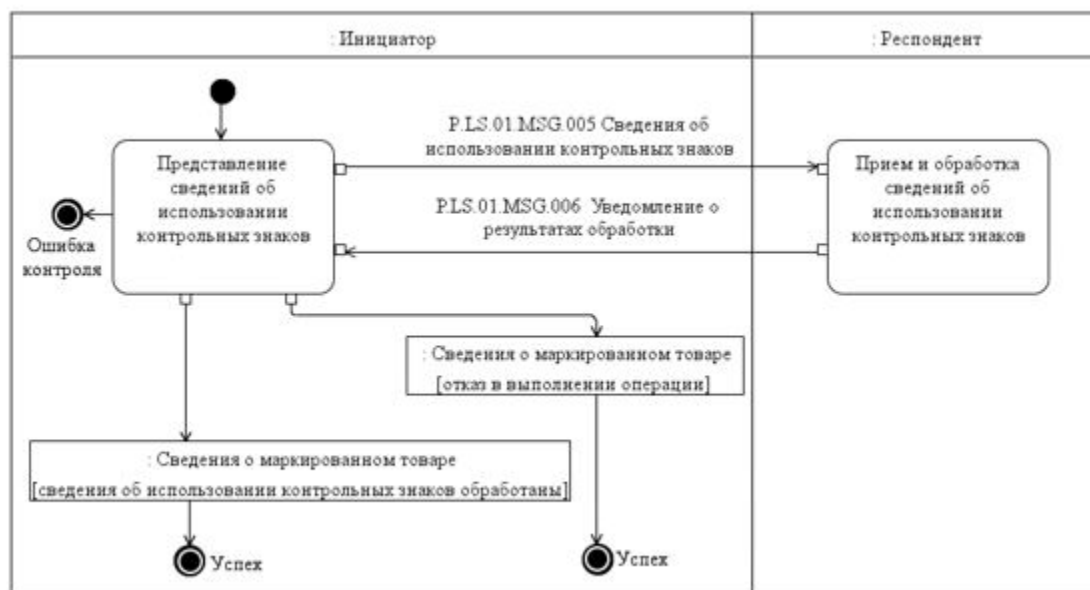 : Инициатор
: Респондент
P.LS.01.MSG.005 Сведения об
использовании контрольных знаков
Представление
сведений об
использовании
контрольных знаков
Прием и обработка
сведений об
использовании
контрольных знаков
P.LS.01.MSG.006 Уведомление о
результатах обработки
Ошибка
контроля
: Сведения о маркированном товаре
[отказ в выполнении операции]
: Сведения о маркированном товаре
[сведения об использовании контрольных знаков обработаны]
Успех
Успех